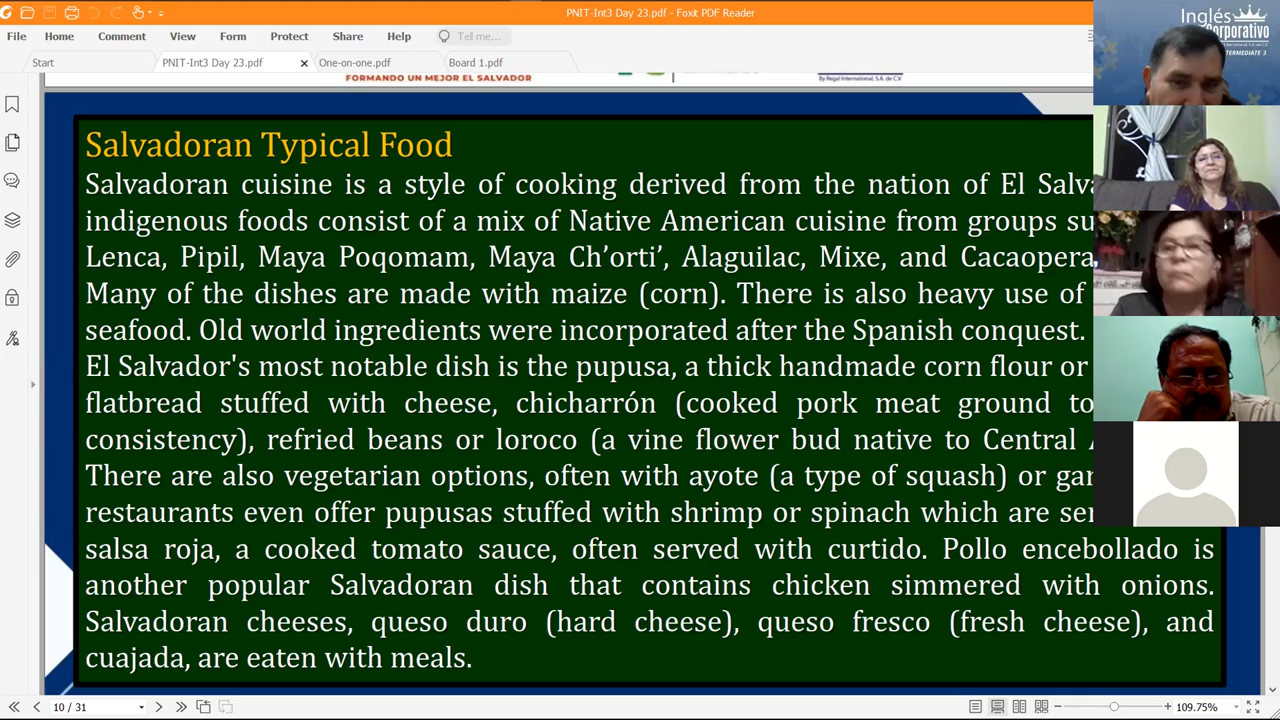 PNIT-Int3 Day 23.pdf - Foxit PDF Reader
File Home Comment View Form Protect Share Help Tell me...
Start PNIT-Int3 Day 23.pdf One-on-one.pdf Board 1.pdf
FORMANDO UN MEJOR EL SALVADOR
By Regal International, S.A. de C.V.
Inglés
Corporativo
International, S.A. de C.V.
INTERMEDIATE 3
Salvadoran Typical Food
Salvadoran cuisine is a style of cooking derived from the nation of El
indigenous foods consist of a mix of Native American cuisine from groups
Lenca, Pipil, Maya Poqomam, Maya Ch’orti’, Alaguilac, Mixe, and Cacaopera
Many of the dishes are made with maize (corn). There is also heavy use of
seafood. Old world ingredients were incorporated after the Spanish conquest.
El Salvador's most notable dish is the pupusa, a thick handmade corn flour or
flatbread stuffed with cheese, chicharrón (cooked pork meat ground to
consistency), refried beans or loroco (a vine flower bud native to Central
There are also vegetarian options, often with ayote (a type of squash) or
restaurants even offer pupusas stuffed with shrimp or spinach which are
salsa roja, a cooked tomato sauce, often served with curtido. Pollo encebollado is
another popular Salvadoran dish that contains chicken simmered with onions.
Salvadoran cheeses, queso duro (hard cheese), queso fresco (fresh cheese), and
cuajada, are eaten with meals.
10 / 31
109.75%